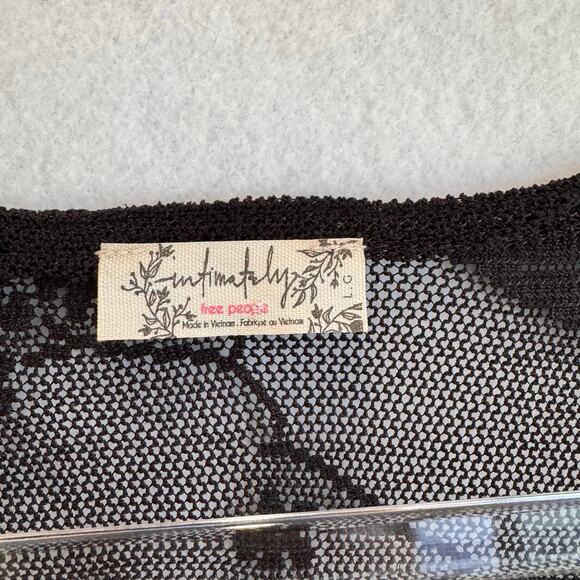 intimately
free people
Made in Vietnam . Fabriqué au Vietnam